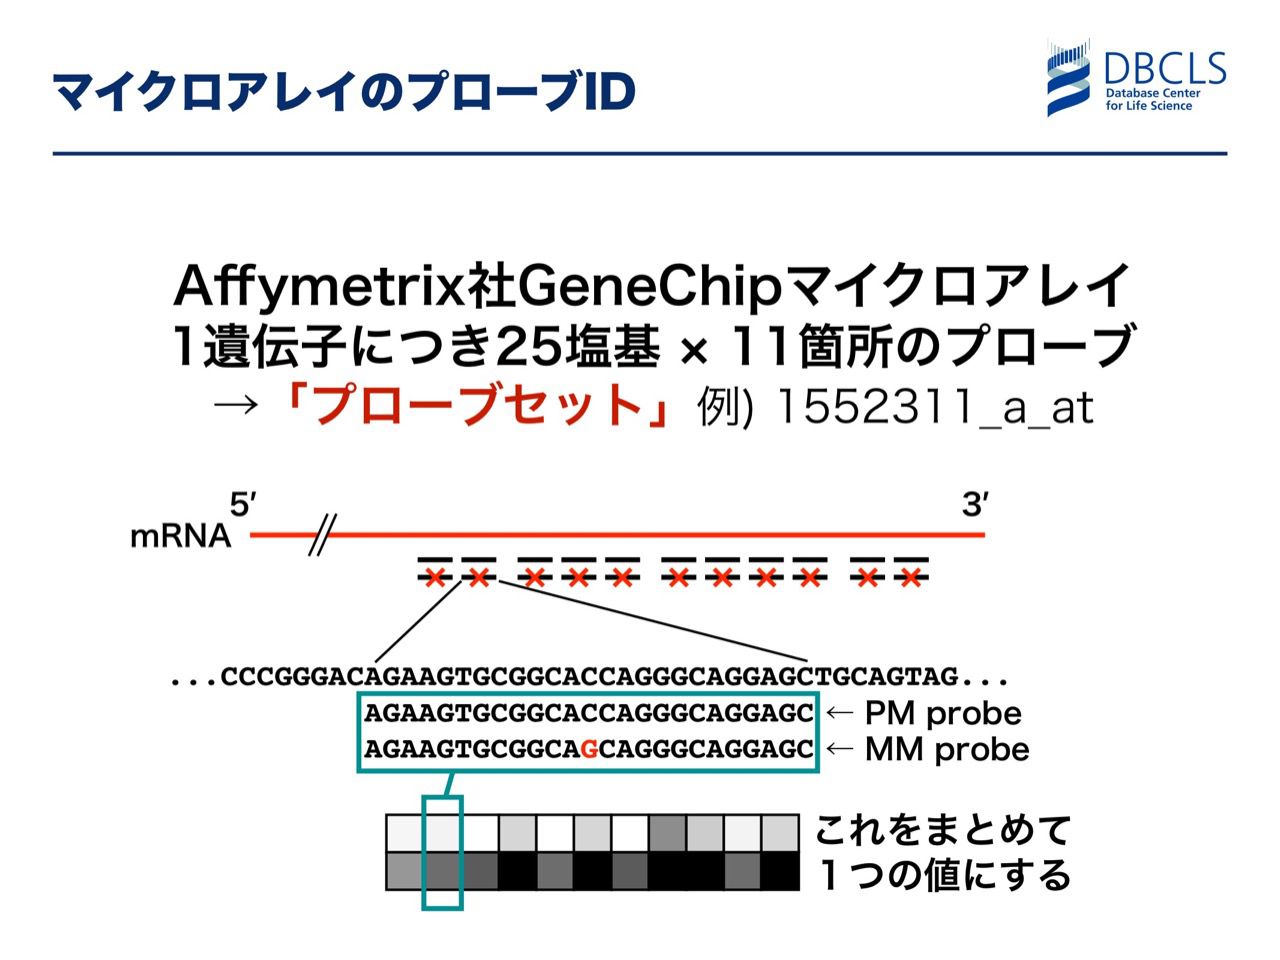 マイクロアレイのプローブID
DBCLS
Database Center
for Life Science
Affymetrix社GeneChipマイクロアレイ
1遺伝子につき25塩基 × 11箇所のプローブ
→「プローブセット」例) 1552311_a_at
5′ 3′
mRNA
...CCCGGGACAGAAGTGCGGCACCAGGGCAGGAGCTGCAGTAG...
AGAAGTGCGGCACCAGGGCAGGAGC ← PM probe
AGAAGTGCGGCAGCAGGGCAGGAGC ← MM probe
これをまとめて
1つの値にする